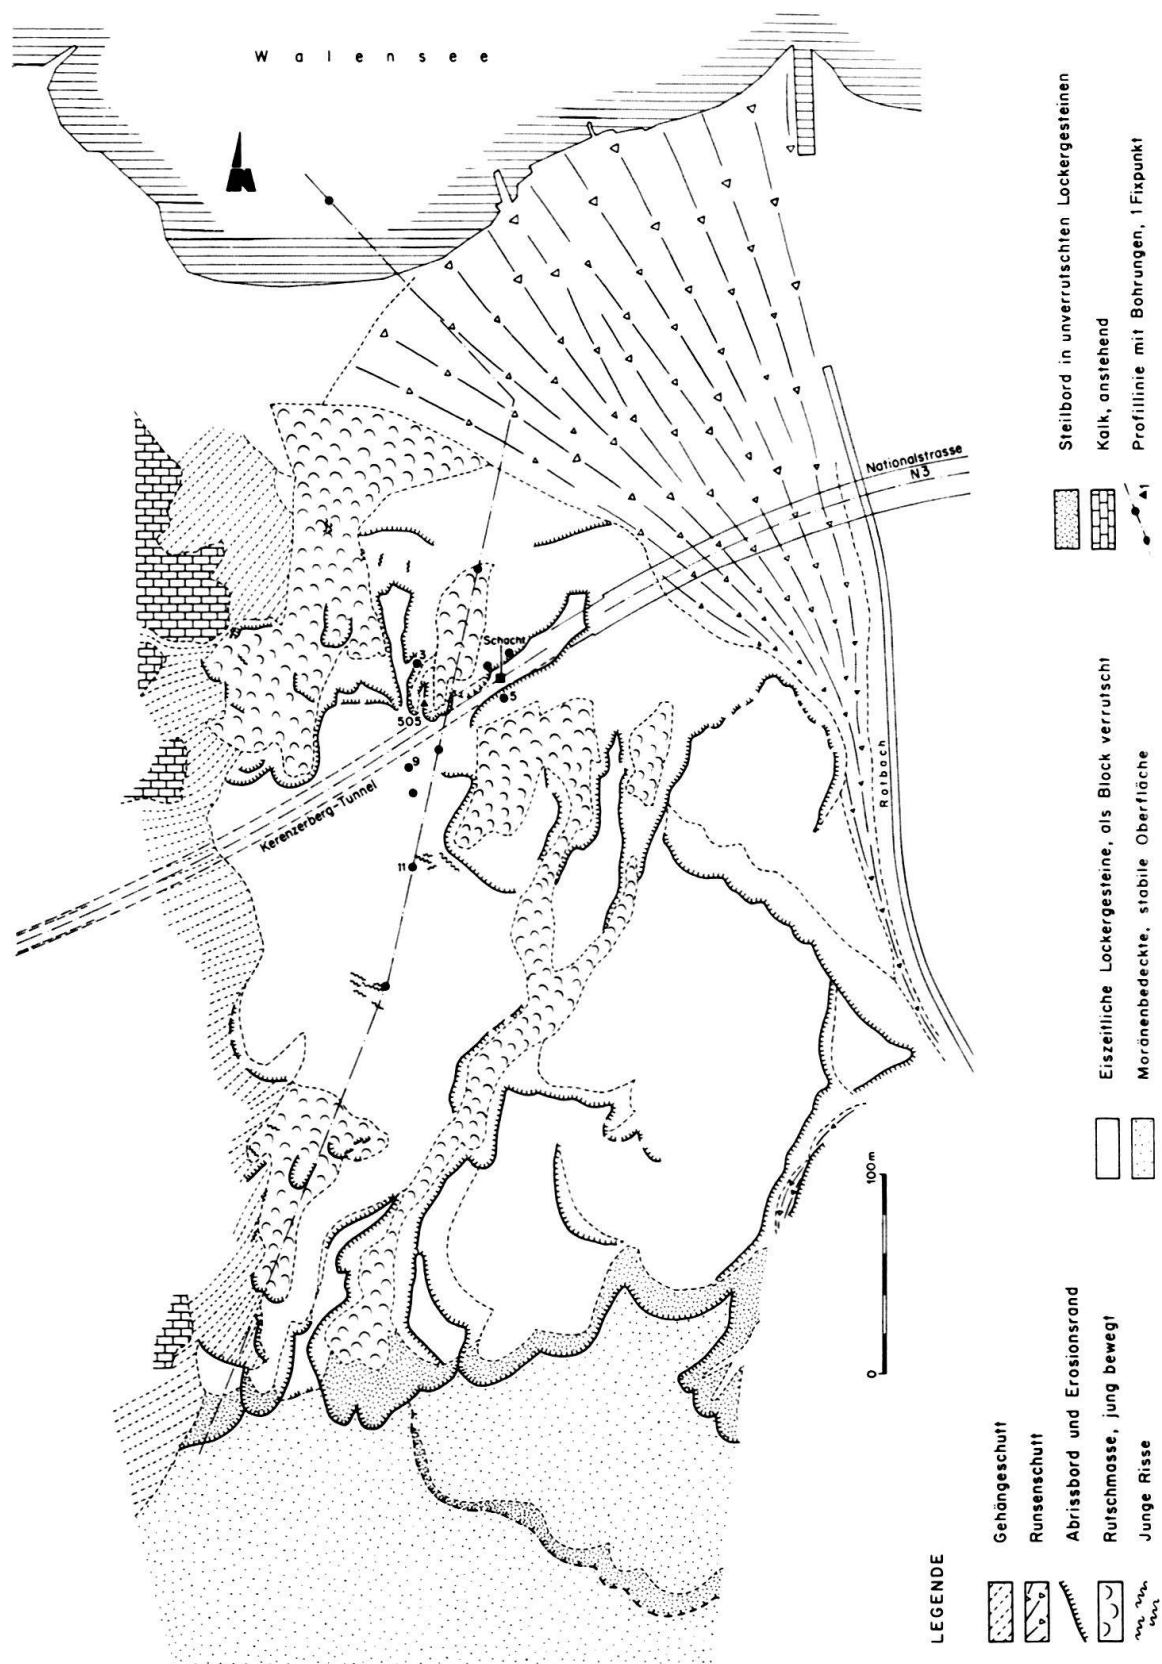 Walensee
N
Nationalstrasse
N3
Schacht
3
505
5
9
11
Kerenzerberg-Tunnel
Rotbach
100 m
0
LEGENDE
Gehängeschutt
Runsenschutt
Abrissbord und Erosionsrand
Rutschmasse, jung bewegt
Junge Risse
Eiszeitliche Lockergesteine, als Block verrutscht
Moränenbedeckte, stabile Oberfläche
Steilbord in unverrutschten Lockergesteinen
Kalk, anstehend
1
Profillinie mit Bohrungen, 1 Fixpunkt